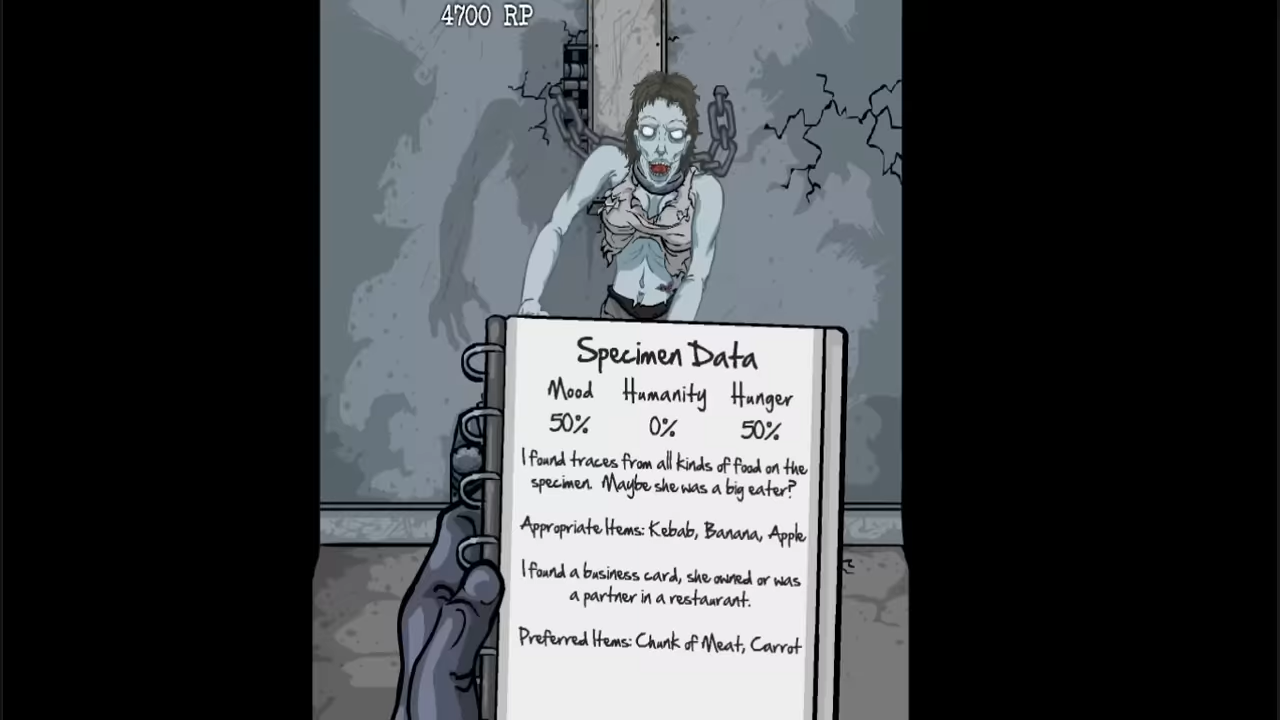 4700 RP
Specimen Data
Mood Humanity Hunger
50% 0% 50%
I found traces from all kinds of food on the
specimen. Maybe she was a big eater?
Appropriate Items: Kebab, Banana, Apple
I found a business card, she owned or was
a partner in a restaurant.
Preferred Items: Chunk of Meat, Carrot